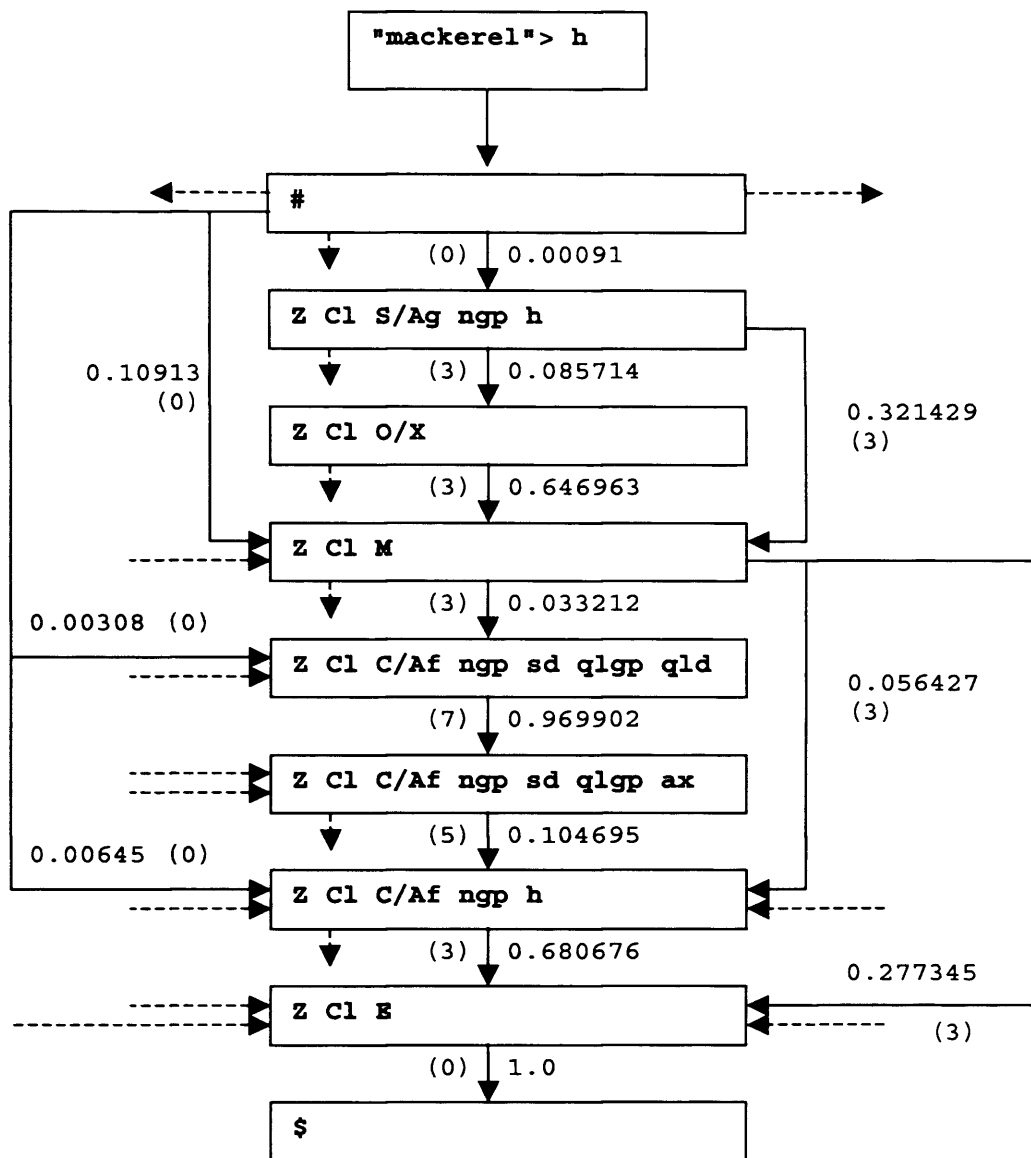 "mackerel"> h
#
(0) 0.00091
Z Cl S/Ag ngp h
0.10913
(0)
(3) 0.085714
0.321429
(3)
Z Cl O/X
(3) 0.646963
Z Cl M
(3) 0.033212
0.00308 (0)
Z Cl C/Af ngp sd qlgp qld
0.056427
(3)
(7) 0.969902
Z Cl C/Af ngp sd qlgp ax
(5) 0.104695
0.00645 (0)
Z Cl C/Af ngp h
(3) 0.680676
0.277345
(3)
Z Cl E
(0) 1.0
$